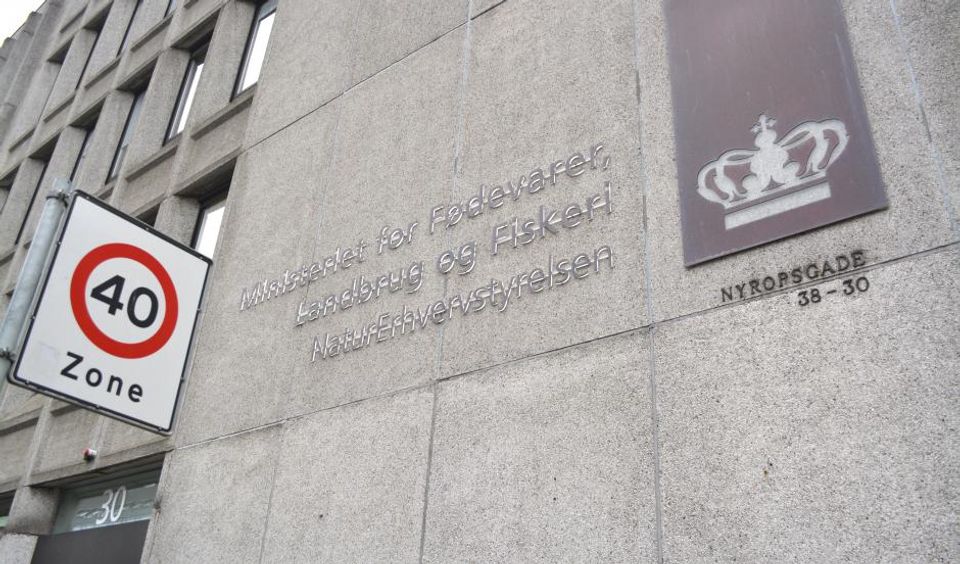 40
Zone
Ministeriet for Fødevarer,
Landbrug og Fiskeri
NaturErhvervstyrelsen
NYROPSGADE
38-30
30